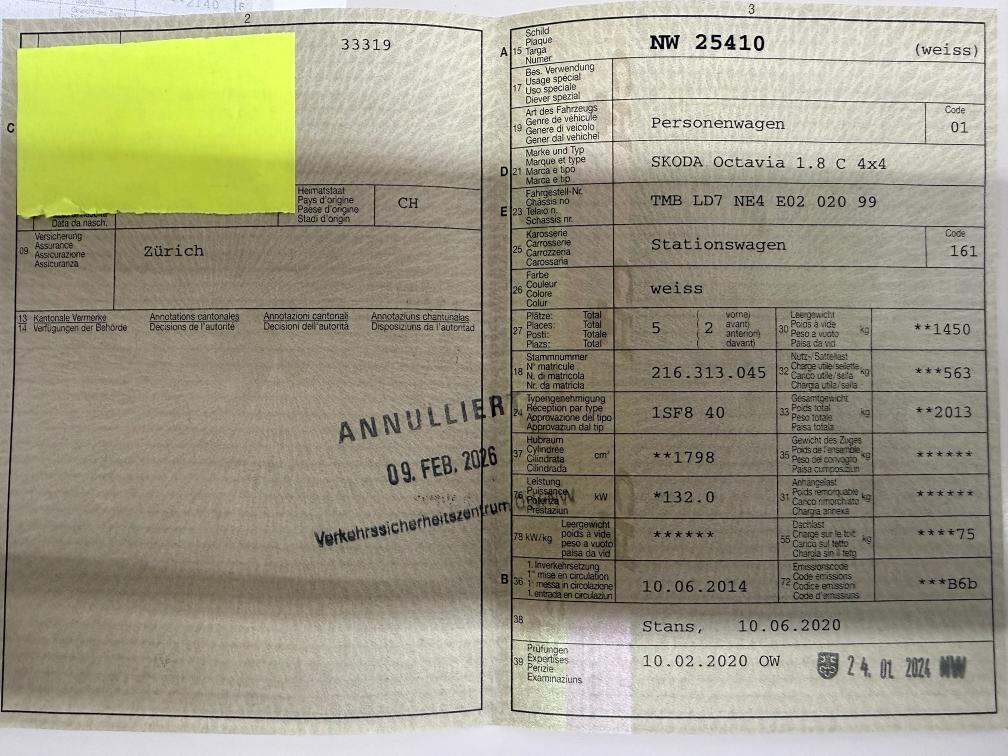 2
33319
C
Data da nasch.
Heimatstaat
Pays d'origine
Paese d'origine
Stadi d'origin
CH
09
Versicherung
Assurance
Assicurazione
Assicuranza
Zürich
13 Kantonale Vermerke Annotations cantonales Annotazioni cantonali Annotaziuns chantunalas
14 Verfügungen der Behörde Décisions de l'autorité Decisioni dell'autorità Disposiziuns da l'autoritad
ANNULLIERT
09. FEB. 2026
Verkehrssicherheitszentrum
3
A 15
Schild
Plaque
Targa
Numer
NW 25410 (weiss)
17
Bes. Verwendung
Usage spécial
Uso speciale
Diever spezial
19
Art des Fahrzeugs
Genre de véhicule
Genere di veicolo
Gener dal vehichel
Personenwagen
Code
01
D 21
Marke und Typ
Marque et type
Marca e tipo
Marca e tip
SKODA Octavia 1.8 C 4x4
E 23
Fahrgestell-Nr.
Châssis no
Telaio n.
Schassis nr.
TMB LD7 NE4 E02 020 99
25
Karosserie
Carrosserie
Carrozzeria
Carossaria
Stationswagen
Code
161
26
Farbe
Couleur
Colore
Colur
weiss
27
Plätze: Total
Places: Total
Posti: Totale
Plazs: Total
5 ( 2
vorne)
avant)
anteriori)
davant)
30
Leergewicht
Poids à vide
Peso a vuoto
Paisa da vid
kg
**1450
18
Stammnummer
N° matricule
N. di matricola
Nr. da matricla
216.313.045
32
Nutz-/Sattellast
Charge utile/sellette
Carico utile/sella
Chargia utila/sella
kg
***563
24
Typengenehmigung
Réception par type
Approvazione del tipo
Approvaziun dal tip
1SF8 40
33
Gesamtgewicht
Poids total
Peso totale
Paisa totala
kg
**2013
37
Hubraum
Cylindrée
Cilindrata
Cilindrada
cm³
**1798
35
Gewicht des Zuges
Poids de l'ensemble
Peso del convoglio
Paisa cumposiziun
kg
******
76
Leistung
Puissance
Potenza
Prestaziun
kW
*132.0
31
Anhängelast
Poids remorquable
Carico rimorchiato
Chargia annexa
kg
******
78 kW/kg
Leergewicht
poids à vide
peso a vuoto
paisa da vid
******
55
Dachlast
Charge sur le toit
Carico sul tetto
Chargia sin il tetg
kg
****75
B 36
1. Inverkehrsetzung
1re mise en circulation
1a messa in circolazione
1. entrada en circulaziun
10.06.2014
72
Emissionscode
Code émissions
Codice emissioni
Code d'emissiuns
***B6b
38
Stans, 10.06.2020
39
Prüfungen
Expertises
Perizie
Examinaziuns
10.02.2020 OW 24. 01. 2024 NW